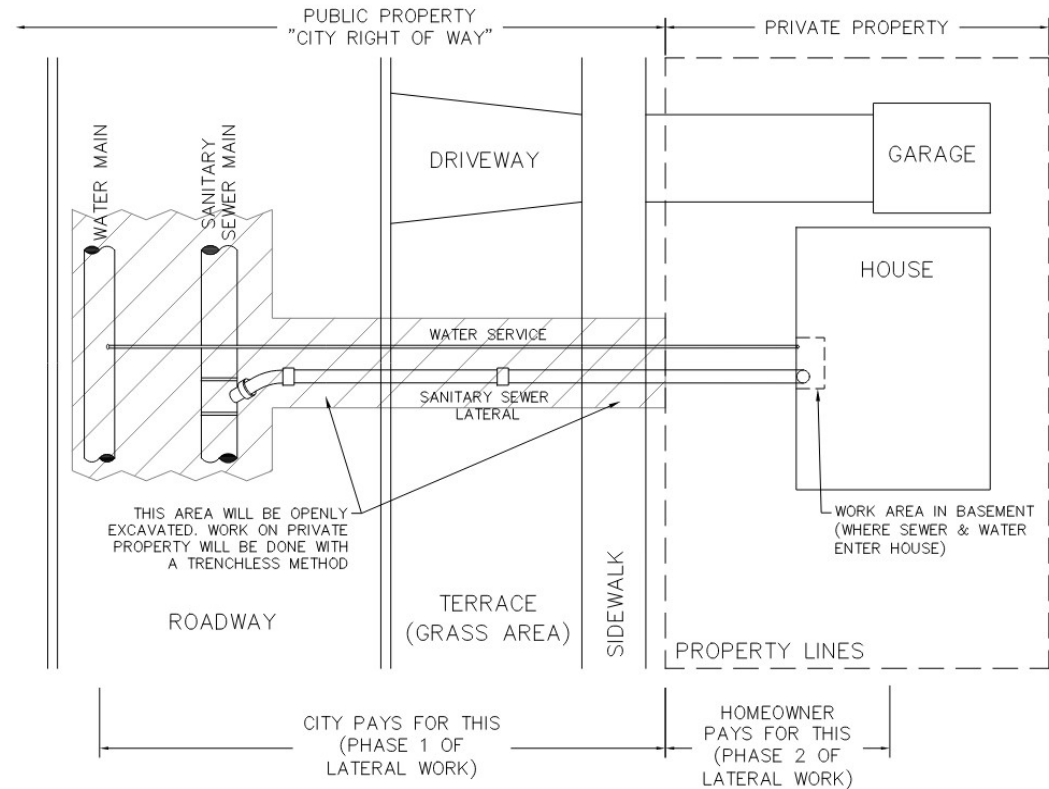 PUBLIC PROPERTY
"CITY RIGHT OF WAY"
PRIVATE PROPERTY
WATER MAIN
SANITARY
SEWER MAIN
DRIVEWAY
GARAGE
HOUSE
WATER SERVICE
SANITARY SEWER
LATERAL
THIS AREA WILL BE OPENLY
EXCAVATED. WORK ON PRIVATE
PROPERTY WILL BE DONE WITH
A TRENCHLESS METHOD
WORK AREA IN BASEMENT
(WHERE SEWER & WATER
ENTER HOUSE)
ROADWAY
TERRACE
(GRASS AREA)
SIDEWALK
PROPERTY LINES
CITY PAYS FOR THIS
(PHASE 1 OF
LATERAL WORK)
HOMEOWNER
PAYS FOR THIS
(PHASE 2 OF
LATERAL WORK)